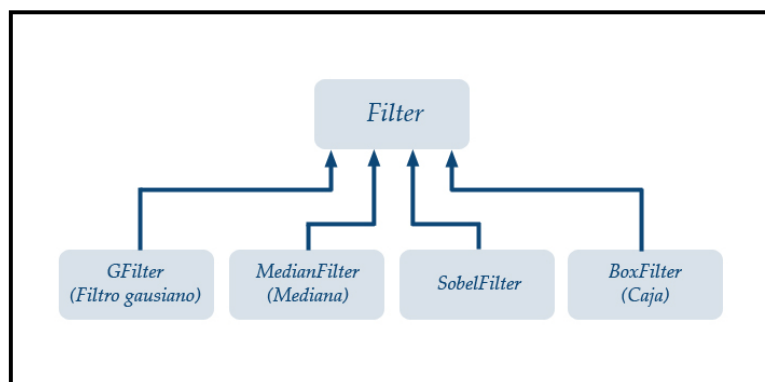 Filter
GFilter
(Filtro gausiano)
MedianFilter
(Mediana)
SobelFilter
BoxFilter
(Caja)